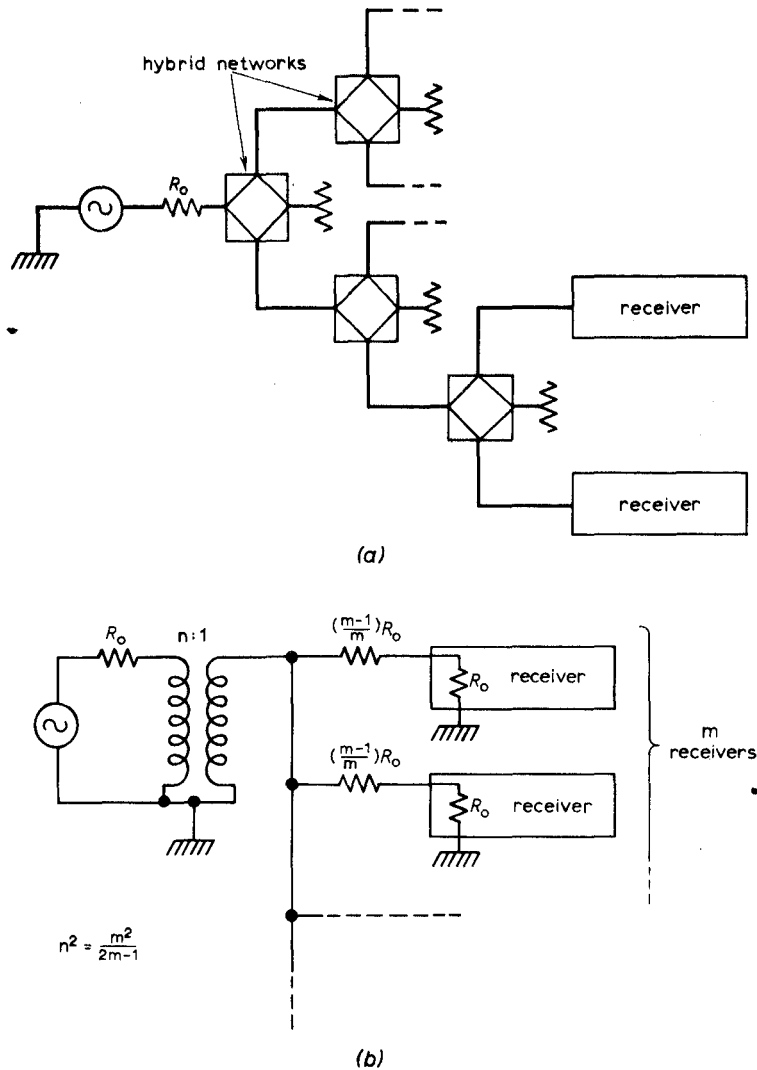 hybrid networks
R₀
receiver
receiver
(a)
R₀
n:1
(m-1/m)R₀
receiver
R₀
(m-1/m)R₀
receiver
R₀
m
receivers
n² = m²/2m-1
(b)